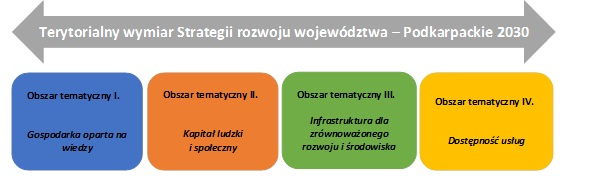 Terytorialny wymiar Strategii rozwoju województwa – Podkarpackie 2030
Obszar tematyczny I.
Gospodarka oparta na
wiedzy
Obszar tematyczny II.
Kapitał ludzki
i społeczny
Obszar tematyczny III.
Infrastruktura dla
zrównoważonego
rozwoju i środowiska
Obszar tematyczny IV.
Dostępność usług